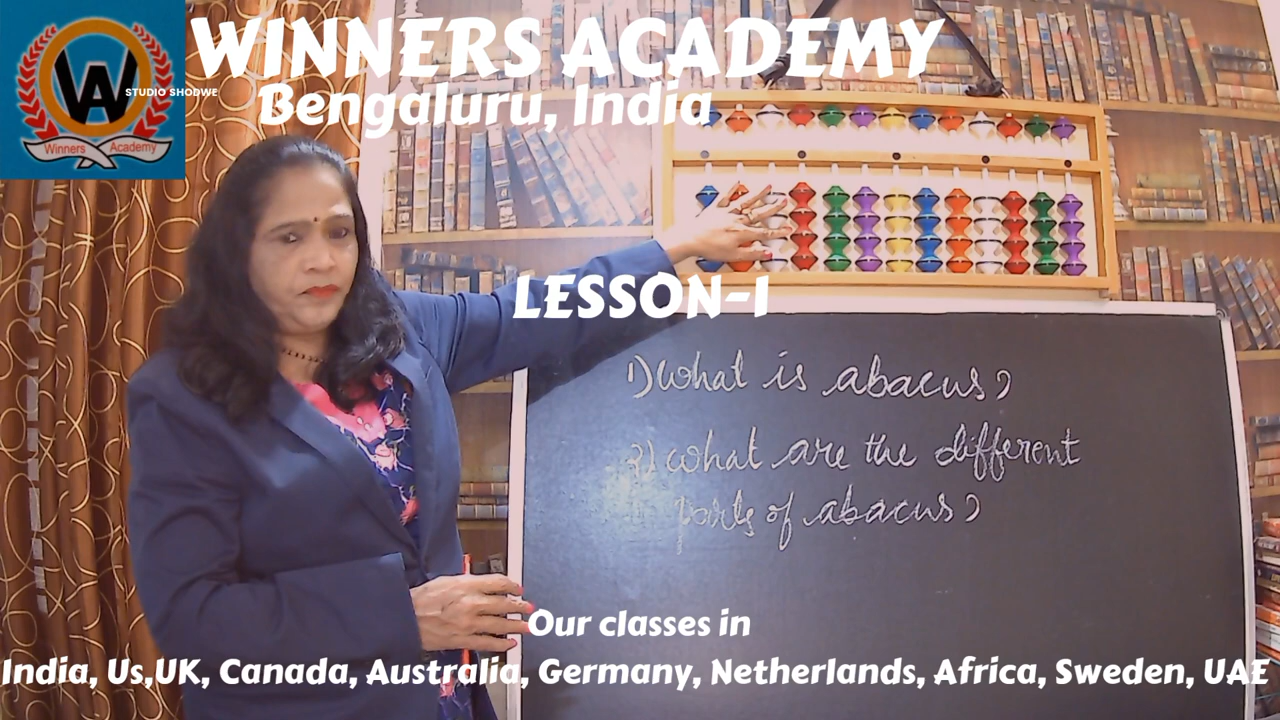 WINNERS ACADEMY
STUDIO SHODWE
Bengaluru, India
W
Winners Academy
LESSON-1
1) What is abacus?
2) What are the different
parts of abacus?
Our classes in
India, Us,UK, Canada, Australia, Germany, Netherlands, Africa, Sweden, UAE